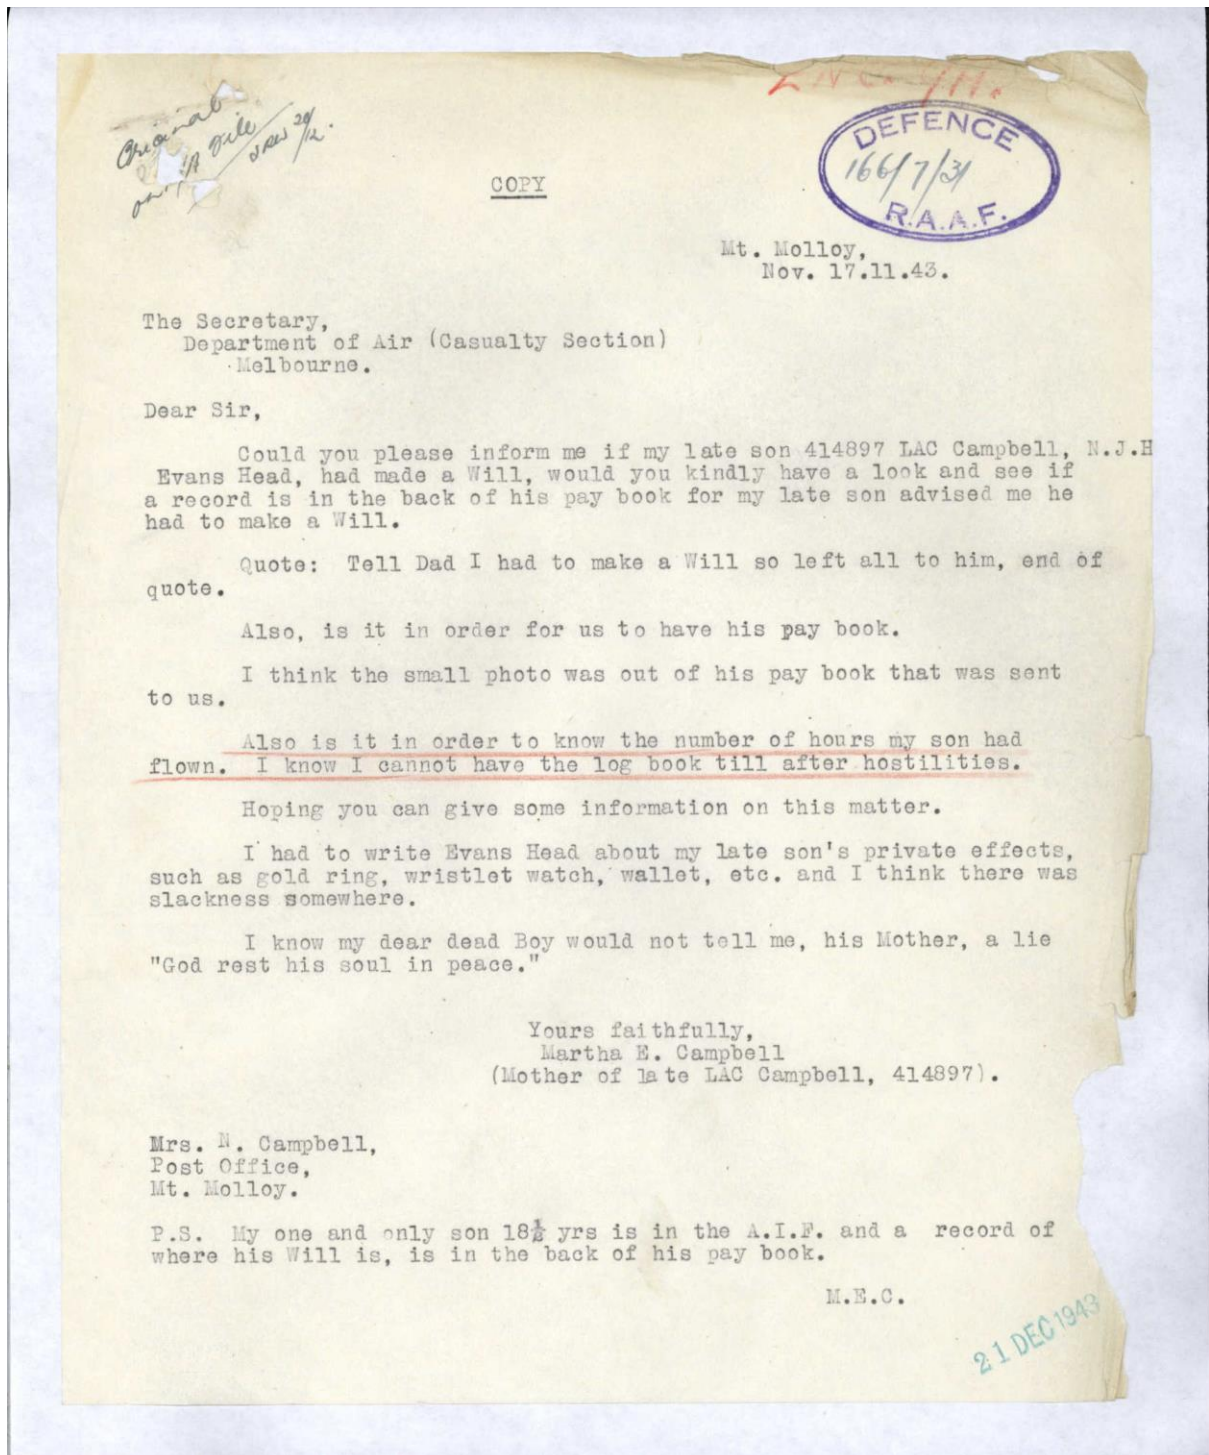 Original
on
File
DEFENCE
166/7/31
R.A.A.F.
COPY
Mt. Molloy,
Nov. 17.11.43.
The Secretary,
Department of Air (Casualty Section)
Melbourne.
Dear Sir,
Could you please inform me if my late son 414897 LAC Campbell, N.J.H
Evans Head, had made a Will, would you kindly have a look and see if
a record is in the back of his pay book for my late son advised me he
had to make a Will.
Quote: Tell Dad I had to make a Will so left all to him, end of
quote.
Also, is it in order for us to have his pay book.
I think the small photo was out of his pay book that was sent
to us.
Also is it in order to know the number of hours my son had
flown. I know I cannot have the log book till after hostilities.
Hoping you can give some information on this matter.
I had to write Evans Head about my late son's private effects,
such as gold ring, wristlet watch, wallet, etc. and I think there was
slackness somewhere.
I know my dear dead Boy would not tell me, his Mother, a lie
"God rest his soul in peace."
Yours faithfully,
Martha E. Campbell
(Mother of late LAC Campbell, 414897).
Mrs. N. Campbell,
Post Office,
Mt. Molloy.
P.S. My one and only son 18½ yrs is in the A.I.F. and a record of
where his Will is, is in the back of his pay book.
M.E.C.
21 DEC 1943